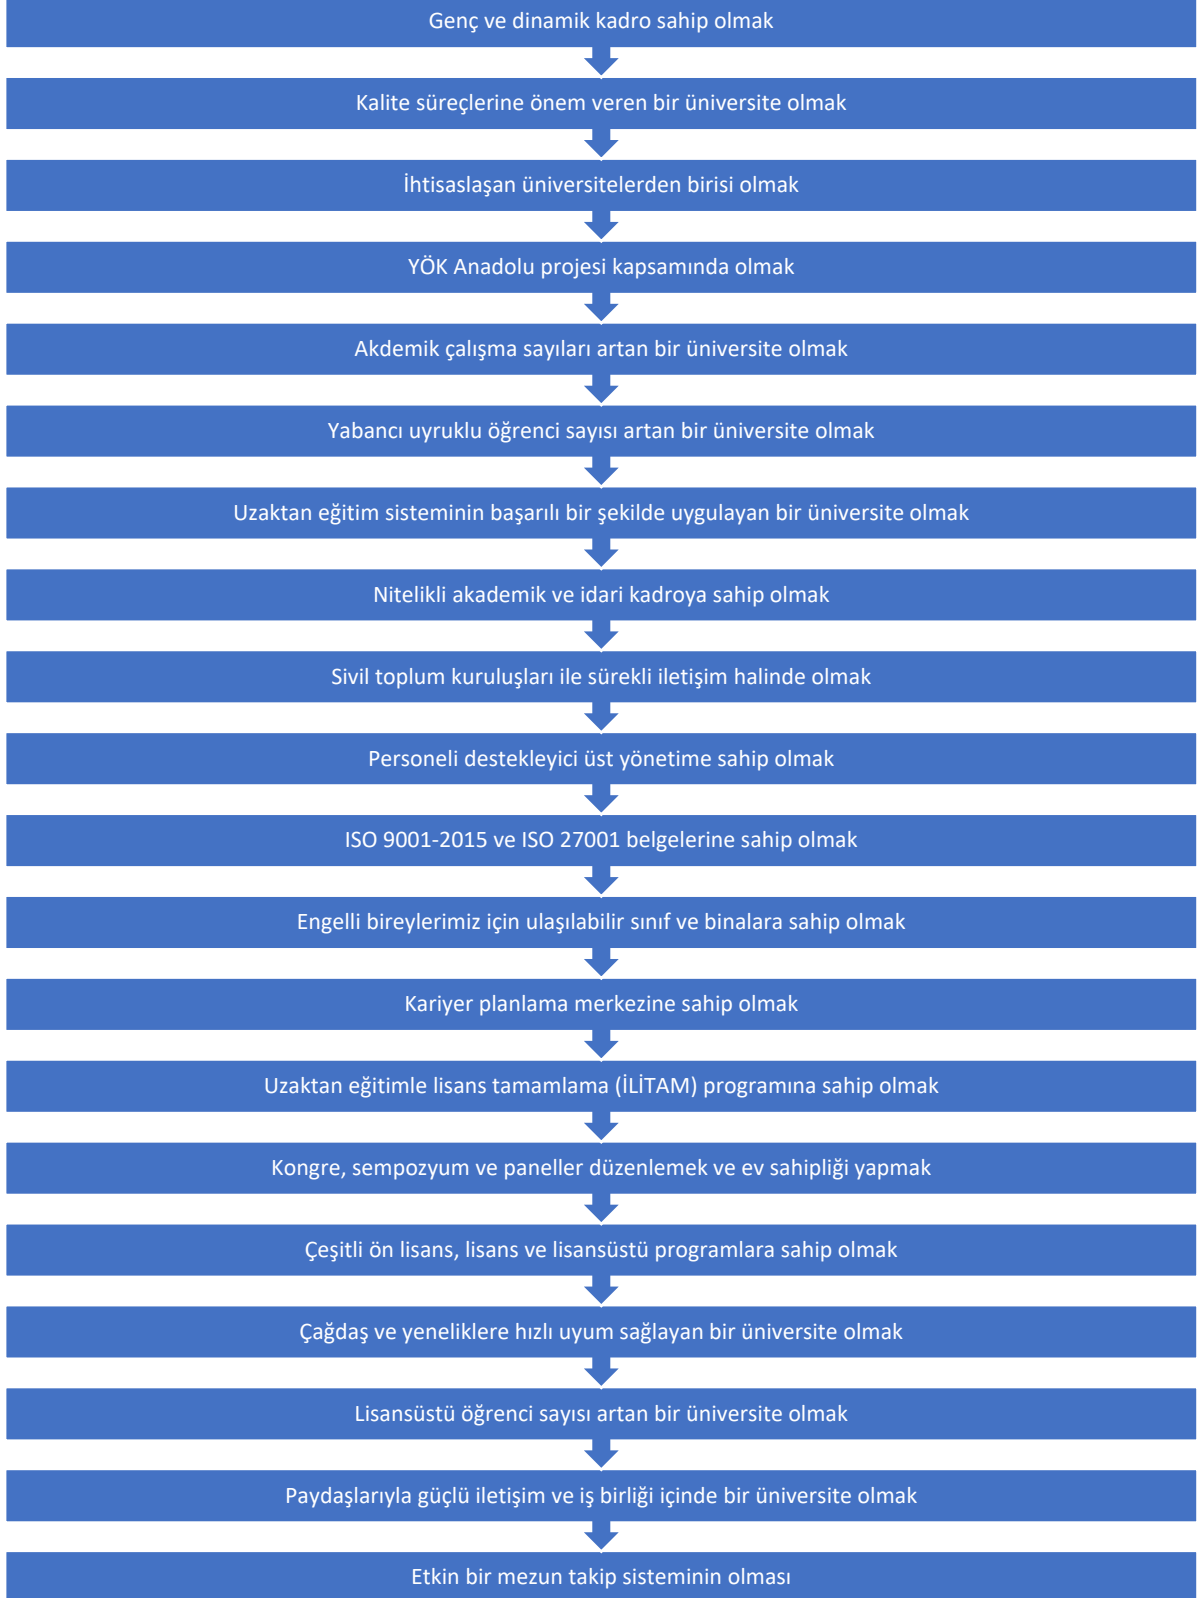 Genç ve dinamik kadro sahip olmak
Kalite süreçlerine önem veren bir üniversite olmak
İhtisaslaşan üniversitelerden birisi olmak
YÖK Anadolu projesi kapsamında olmak
Akdemik çalışma sayıları artan bir üniversite olmak
Yabancı uyruklu öğrenci sayısı artan bir üniversite olmak
Uzaktan eğitim sisteminin başarılı bir şekilde uygulayan bir üniversite olmak
Nitelikli akademik ve idari kadroya sahip olmak
Sivil toplum kuruluşları ile sürekli iletişim halinde olmak
Personeli destekleyici üst yönetime sahip olmak
ISO 9001-2015 ve ISO 27001 belgelerine sahip olmak
Engelli bireylerimiz için ulaşılabilir sınıf ve binalara sahip olmak
Kariyer planlama merkezine sahip olmak
Uzaktan eğitimle lisans tamamlama (İLİTAM) programına sahip olmak
Kongre, sempozyum ve paneller düzenlemek ve ev sahipliği yapmak
Çeşitli ön lisans, lisans ve lisansüstü programlara sahip olmak
Çağdaş ve yeneliklere hızlı uyum sağlayan bir üniversite olmak
Lisansüstü öğrenci sayısı artan bir üniversite olmak
Paydaşlarıyla güçlü iletişim ve iş birliği içinde bir üniversite olmak
Etkin bir mezun takip sisteminin olması